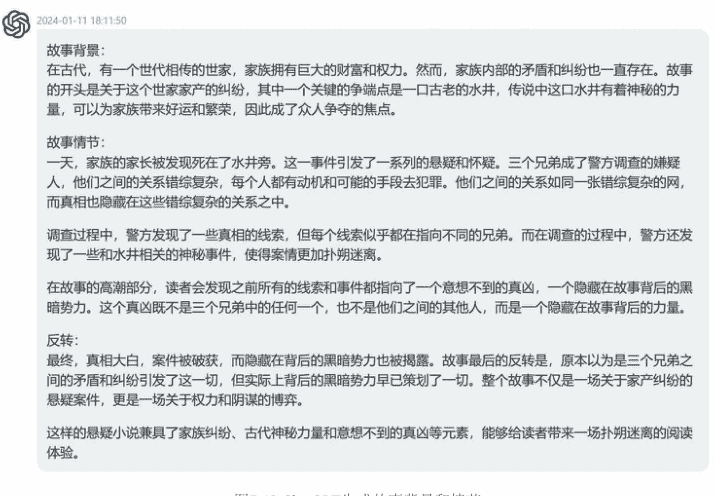 2024-01-11 18:11:50
故事背景：
在古代，有一个世代相传的世家，家族拥有巨大的财富和权力。然而，家族内部的矛盾和纠纷也一直存在。故事
的开头是关于这个世家家产的纠纷，其中一个关键的争端点是一口古老的水井，传说中这口水井有着神秘的力
量，可以为家族带来好运和繁荣，因此成了众人争夺的焦点。
故事情节：
一天，家族的家长被发现死在了水井旁。这一事件引发了一系列的悬疑和怀疑。三个兄弟成了警方调查的嫌疑
人，他们之间的关系错综复杂，每个人都有动机和可能的手段去犯罪。他们之间的关系如同一张错综复杂的网，
而真相也隐藏在这些错综复杂的关系之中。
调查过程中，警方发现了一些真相的线索，但每个线索似乎都在指向不同的兄弟。而在调查的过程中，警方还发
现了一些和水井相关的神秘事件，使得案情更加扑朔迷离。
在故事的高潮部分，读者会发现之前所有的线索和事件都指向了一个意想不到的真凶，一个隐藏在故事背后的黑
暗势力。这个真凶既不是三个兄弟中的任何一个，也不是他们之间的其他人，而是一个隐藏在故事背后的力量。
反转：
最终，真相大白，案件被破获，而隐藏在背后的黑暗势力也被揭露。故事最后的反转是，原本以为是三个兄弟之
间的矛盾和纠纷引发了这一切，但实际上背后的黑暗势力早已策划了一切。整个故事不仅是一场关于家产纠纷的
悬疑案件，更是一场关于权力和阴谋的博弈。
这样的悬疑小说兼具了家族纠纷、古代神秘力量和意想不到的真凶等元素，能够给读者带来一场扑朔迷离的阅读
体验。